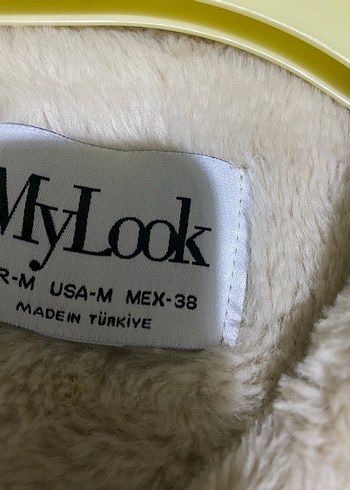 MyLook
R-M USA-M MEX-38
MADE IN TÜRKİYE